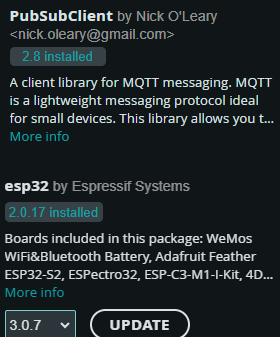 PubSubClient by Nick O'Leary
<nick.oleary@gmail.com>
2.8 installed
A client library for MQTT messaging. MQTT
is a lightweight messaging protocol ideal
for small devices. This library allows you t...
More info
esp32 by Espressif Systems
2.0.17 installed
Boards included in this package: WeMos
WiFi&Bluetooth Battery, Adafruit Feather
ESP32-S2, ESPectro32, ESP-C3-M1-I-Kit, 4D...
More info
3.0.7 UPDATE